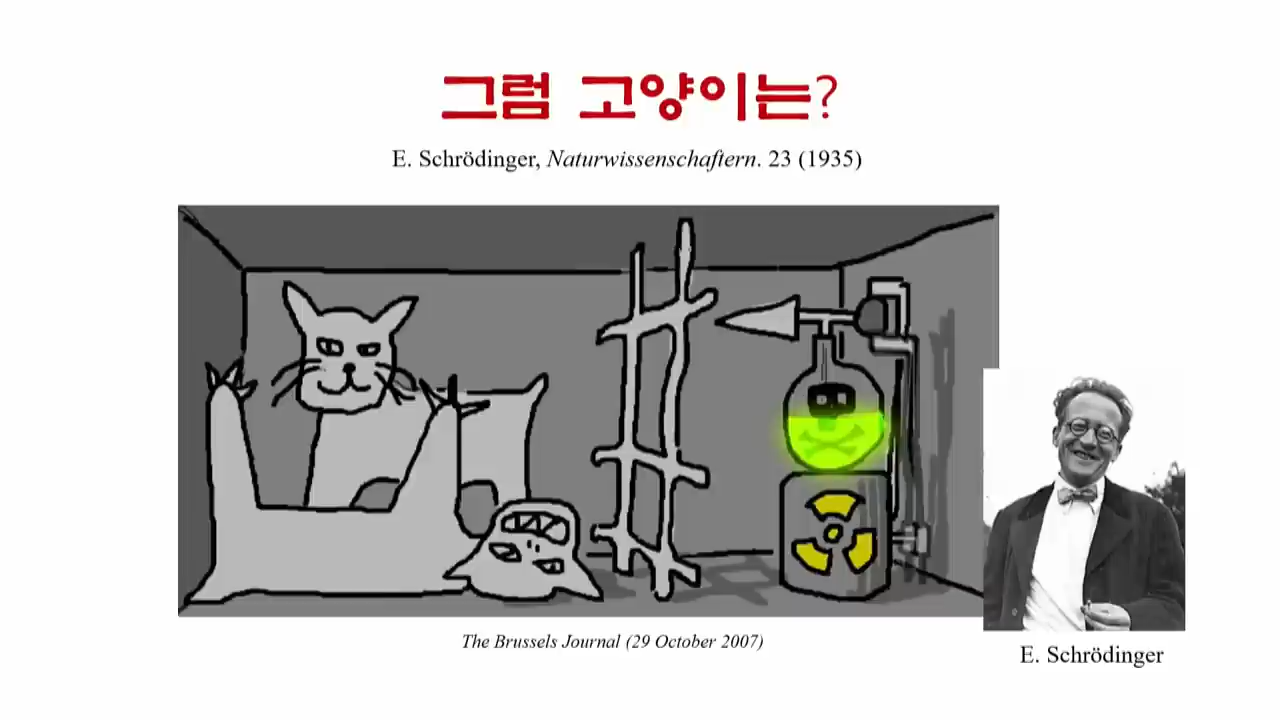 그럼 고양이는?
E. Schrödinger, Naturwissenschaftern. 23 (1935)
The Brussels Journal (29 October 2007)
E. Schrödinger